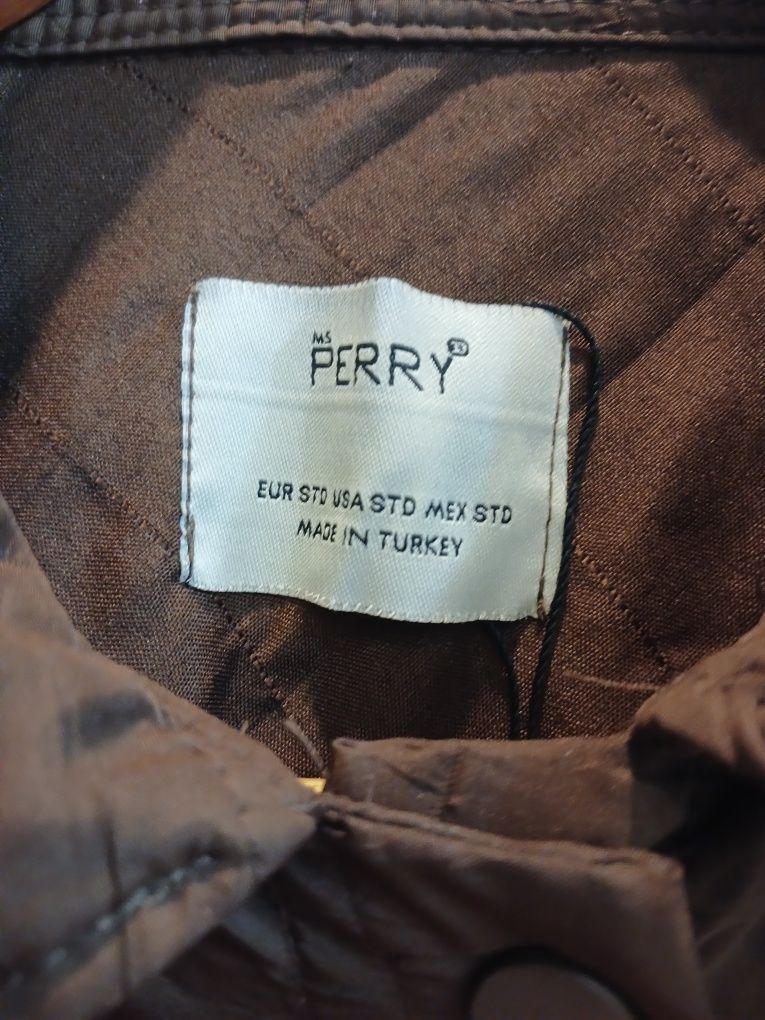 MS
PERRY
EUR STD USA STD MEX STD
MADE IN TURKEY